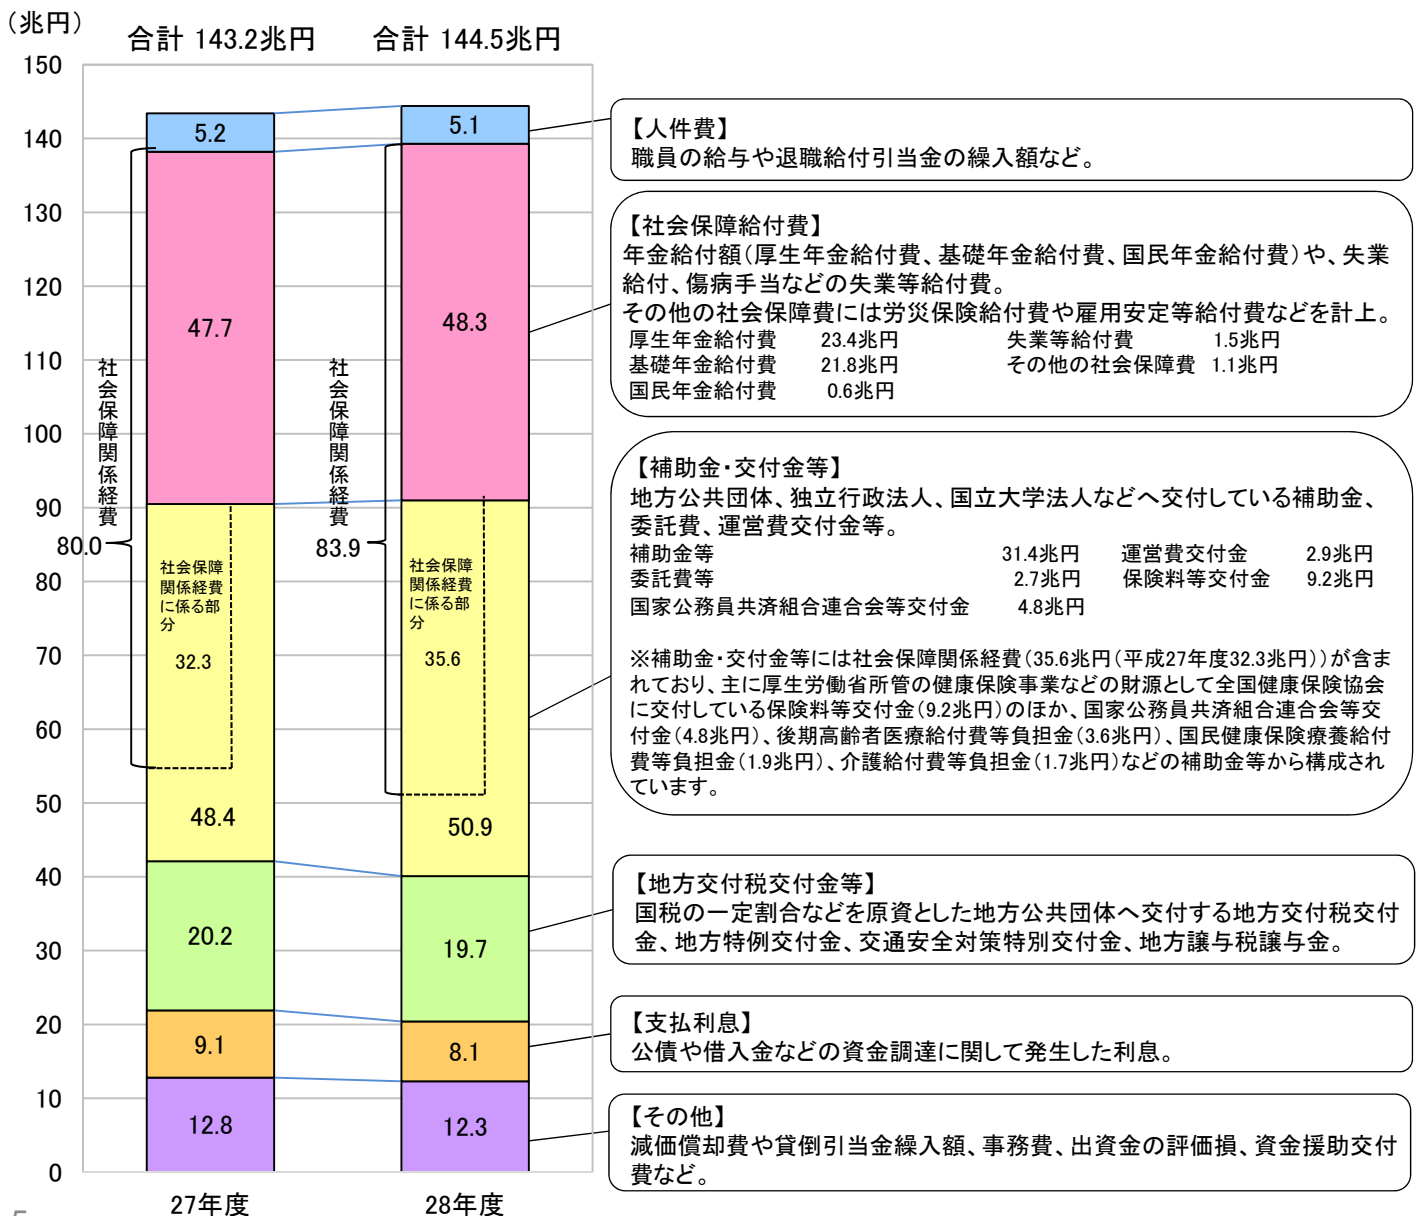 （兆円）
合計 143.2兆円
合計 144.5兆円
150
140
130
120
110
100
90
80
70
60
50
40
30
20
10
0
5.2
47.7
社会保障関係経費
80.0
社会保障
関係経費
に係る部
分
32.3
48.4
20.2
9.1
12.8
27年度
5.1
48.3
社会保障関係経費
83.9
社会保障
関係経費
に係る部
分
35.6
50.9
19.7
8.1
12.3
28年度
【人件費】
職員の給与や退職給付引当金の繰入額など。
【社会保障給付費】
年金給付額（厚生年金給付費、基礎年金給付費、国民年金給付費）や、失業
給付、傷病手当などの失業等給付費。
その他の社会保障費には労災保険給付費や雇用安定等給付費などを計上。
厚生年金給付費 23.4兆円 失業等給付費 1.5兆円
基礎年金給付費 21.8兆円 その他の社会保障費 1.1兆円
国民年金給付費 0.6兆円
【補助金・交付金等】
地方公共団体、独立行政法人、国立大学法人などへ交付している補助金、
委託費、運営費交付金等。
補助金等 31.4兆円 運営費交付金 2.9兆円
委託費等 2.7兆円 保険料等交付金 9.2兆円
国家公務員共済組合連合会等交付金 4.8兆円
※補助金・交付金等には社会保障関係経費（35.6兆円（平成27年度32.3兆円））が含ま
れており、主に厚生労働省所管の健康保険事業などの財源として全国健康保険協会
に交付している保険料等交付金（9.2兆円）のほか、国家公務員共済組合連合会等交
付金（4.8兆円）、後期高齢者医療給付費等負担金（3.6兆円）、国民健康保険療養給付
費等負担金（1.9兆円）、介護給付費等負担金（1.7兆円）などの補助金等から構成され
ています。
【地方交付税交付金等】
国税の一定割合などを原資とした地方公共団体へ交付する地方交付税交付
金、地方特例交付金、交通安全対策特別交付金、地方譲与税譲与金。
【支払利息】
公債や借入金などの資金調達に関して発生した利息。
【その他】
減価償却費や貸倒引当金繰入額、事務費、出資金の評価損、資金援助交付
費など。